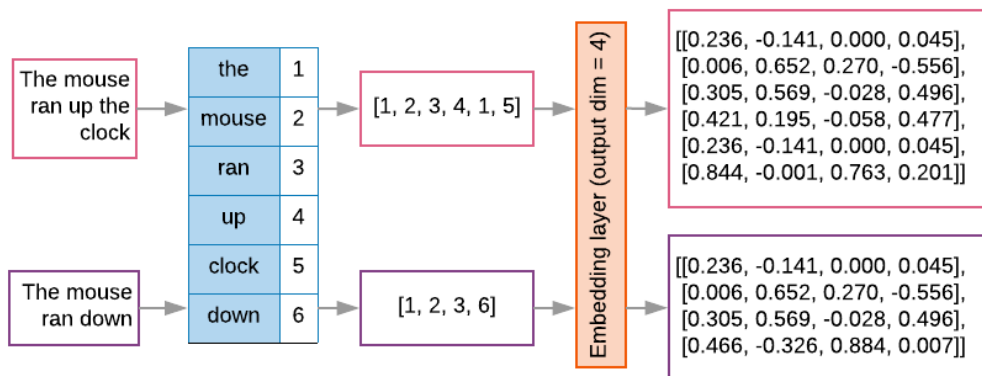 The mouse
ran up the
clock
the 1
mouse 2
ran 3
up 4
clock 5
down 6
[1, 2, 3, 4, 1, 5]
Embedding layer (output dim = 4)
[[0.236, -0.141, 0.000, 0.045],
[0.006, 0.652, 0.270, -0.556],
[0.305, 0.569, -0.028, 0.496],
[0.421, 0.195, -0.058, 0.477],
[0.236, -0.141, 0.000, 0.045],
[0.844, -0.001, 0.763, 0.201]]
The mouse
ran down
[1, 2, 3, 6]
[[0.236, -0.141, 0.000, 0.045],
[0.006, 0.652, 0.270, -0.556],
[0.305, 0.569, -0.028, 0.496],
[0.466, -0.326, 0.884, 0.007]]